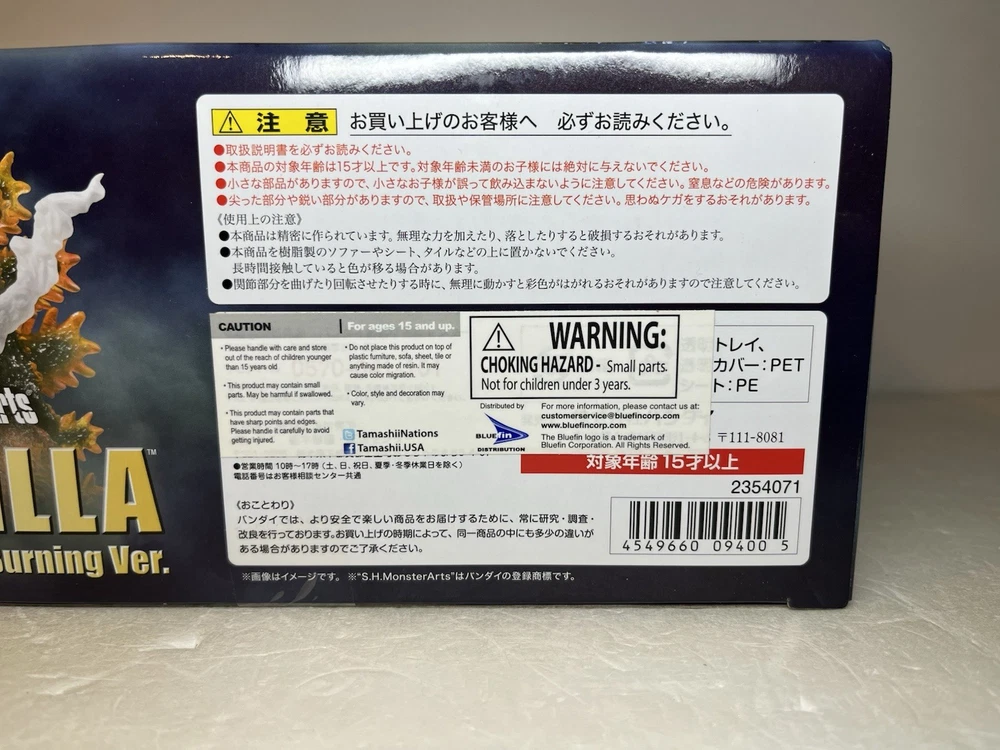 注 意 お買い上げのお客様へ 必ずお読みください。
●取扱説明書を必ずお読みください。
●本商品の対象年齢は15才以上です。対象年齢未満のお子様には絶対に与えないでください。
●小さな部品がありますので、小さなお子様が誤って飲み込まないように注意してください。窒息などの危険があります。
●尖った部分や鋭い部分がありますので、取扱や保管場所に注意してください。思わぬケガをするおそれがあります。
《使用上の注意》
●本商品は精密に作られています。無理な力を加えたり、落としたりすると破損するおそれがあります。
●本商品を樹脂製のソファーやシート、タイルなどの上に置かないでください。
長時間接触していると色が移る場合があります。
●関節部分を曲げたり回転させたりする時に、無理に動かすと彩色がはがれるおそれがありますので注意してください。
CAUTION
For ages 15 and up.
・Please handle with care and store
out of the reach of children younger
than 15 years old
・This product may contain small
parts. May be harmful if swallowed.
・This product may contain parts that
have sharp points and edges.
Please handle it carefully to avoid
getting injured.
・Do not place this product on top of
plastic furniture, sofa, sheet, tile or
anything made of resin. It may
cause color migration.
・Color, style and decoration may
vary.
TamashiiNations
Tamashii.USA
WARNING:
CHOKING HAZARD - Small parts.
Not for children under 3 years.
Distributed by
BLUEfin
DISTRIBUTION
For more information, please contact us at:
customerservice@bluefincorp.com
www.bluefincorp.com
The Bluefin logo is a trademark of
Bluefin Corporation. All Rights Reserved.
トレイ、
カバー：PET
ト：PE
〒111-8081
対象年齢15才以上
●営業時間 10時〜17時(土、日、祝日、夏季・冬季休業日を除く)
電話番号はお客様相談センター共通
2354071
《おことわり》
バンダイでは、より安全で楽しい商品をお届けするために、常に研究・調査・
改良を行っております。お買い上げの時期によって、同一商品の中にも多少の違いが
ある場合がありますのでご了承ください。
4549660 09400 5
※画像はイメージです。 ※"S.H.MonsterArts"はバンダイの登録商標です。
rts
ILLA™
Burning Ver.